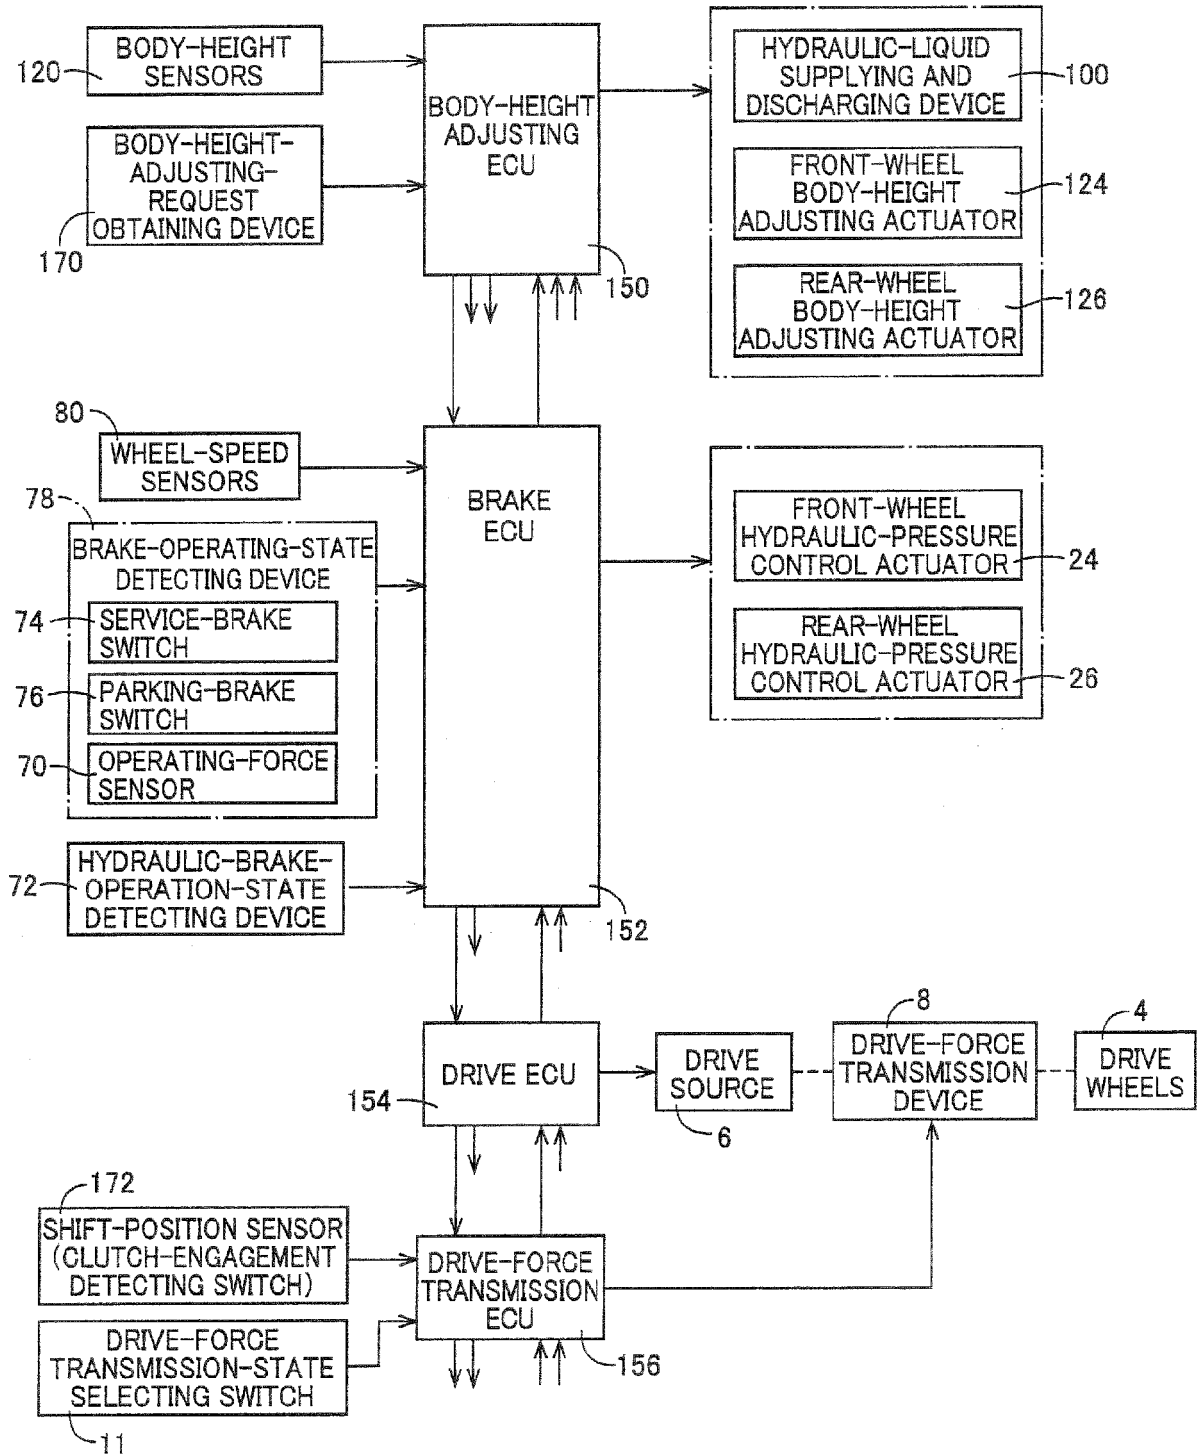 BODY-HEIGHT
SENSORS
120
BODY-HEIGHT-
ADJUSTING-
REQUEST
OBTAINING DEVICE
170
BODY-HEIGHT
ADJUSTING
ECU
150
HYDRAULIC-LIQUID
SUPPLYING AND
DISCHARGING DEVICE
100
FRONT-WHEEL
BODY-HEIGHT
ADJUSTING ACTUATOR
124
REAR-WHEEL
BODY-HEIGHT
ADJUSTING ACTUATOR
126
80
WHEEL-SPEED
SENSORS
78
BRAKE-OPERATING-STATE
DETECTING DEVICE
74
SERVICE-BRAKE
SWITCH
76
PARKING-BRAKE
SWITCH
70
OPERATING-FORCE
SENSOR
72
HYDRAULIC-BRAKE-
OPERATION-STATE
DETECTING DEVICE
BRAKE
ECU
152
FRONT-WHEEL
HYDRAULIC-PRESSURE
CONTROL ACTUATOR
24
REAR-WHEEL
HYDRAULIC-PRESSURE
CONTROL ACTUATOR
26
DRIVE ECU
154
DRIVE
SOURCE
6
8
DRIVE-FORCE
TRANSMISSION
DEVICE
4
DRIVE
WHEELS
172
SHIFT-POSITION SENSOR
(CLUTCH-ENGAGEMENT
DETECTING SWITCH)
DRIVE-FORCE
TRANSMISSION-STATE
SELECTING SWITCH
11
DRIVE-FORCE
TRANSMISSION
ECU
156